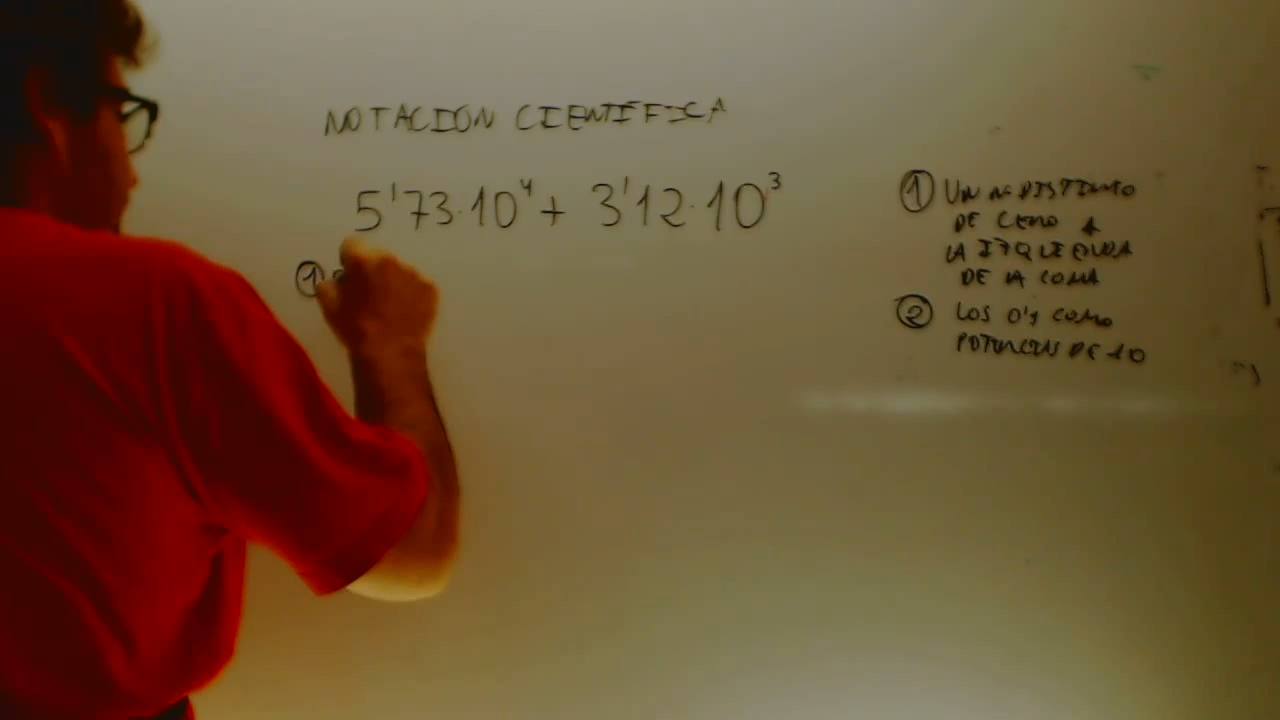 NOTACION CIENTIFICA
5'73·10⁴ + 3'12·10³
①
① UN Nº DISTINTO
DE CERO A
LA IZQUIERDA
DE LA COMA
② LOS 0's COMO
POTENCIAS DE 10